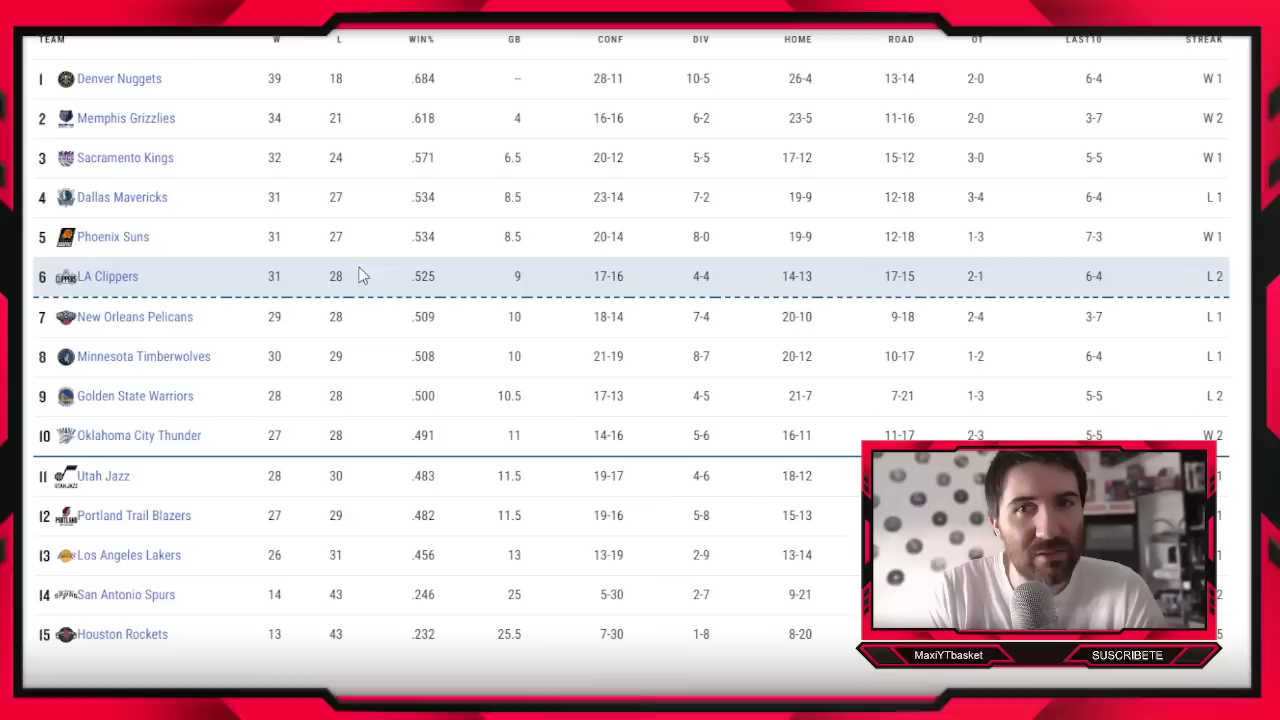 TEAM W L WIN% GB CONF DIV HOME ROAD OT LAST10 STREAK
1 Denver Nuggets 39 18 .684 -- 28-11 10-5 26-4 13-14 2-0 6-4 W 1
2 Memphis Grizzlies 34 21 .618 4 16-16 6-2 23-5 11-16 2-0 3-7 W 2
3 Sacramento Kings 32 24 .571 6.5 20-12 5-5 17-12 15-12 3-0 5-5 W 1
4 Dallas Mavericks 31 27 .534 8.5 23-14 7-2 19-9 12-18 3-4 6-4 L 1
5 Phoenix Suns 31 27 .534 8.5 20-14 8-0 19-9 12-18 1-3 7-3 W 1
6 LA Clippers 31 28 .525 9 17-16 4-4 14-13 17-15 2-1 6-4 L 2
7 New Orleans Pelicans 29 28 .509 10 18-14 7-4 20-10 9-18 2-4 3-7 L 1
8 Minnesota Timberwolves 30 29 .508 10 21-19 8-7 20-12 10-17 1-2 6-4 L 1
9 Golden State Warriors 28 28 .500 10.5 17-13 4-5 21-7 7-21 1-3 5-5 L 2
10 Oklahoma City Thunder 27 28 .491 11 14-16 5-6 16-11 11-17 2-3 5-5 W 2
11 Utah Jazz 28 30 .483 11.5 19-17 4-6 18-12 1
12 Portland Trail Blazers 27 29 .482 11.5 19-16 5-8 15-13 1
13 Los Angeles Lakers 26 31 .456 13 13-19 2-9 13-14 1
14 San Antonio Spurs 14 43 .246 25 5-30 2-7 9-21 2
15 Houston Rockets 13 43 .232 25.5 7-30 1-8 8-20 5
MaxiYTbasket SUSCRIBETE